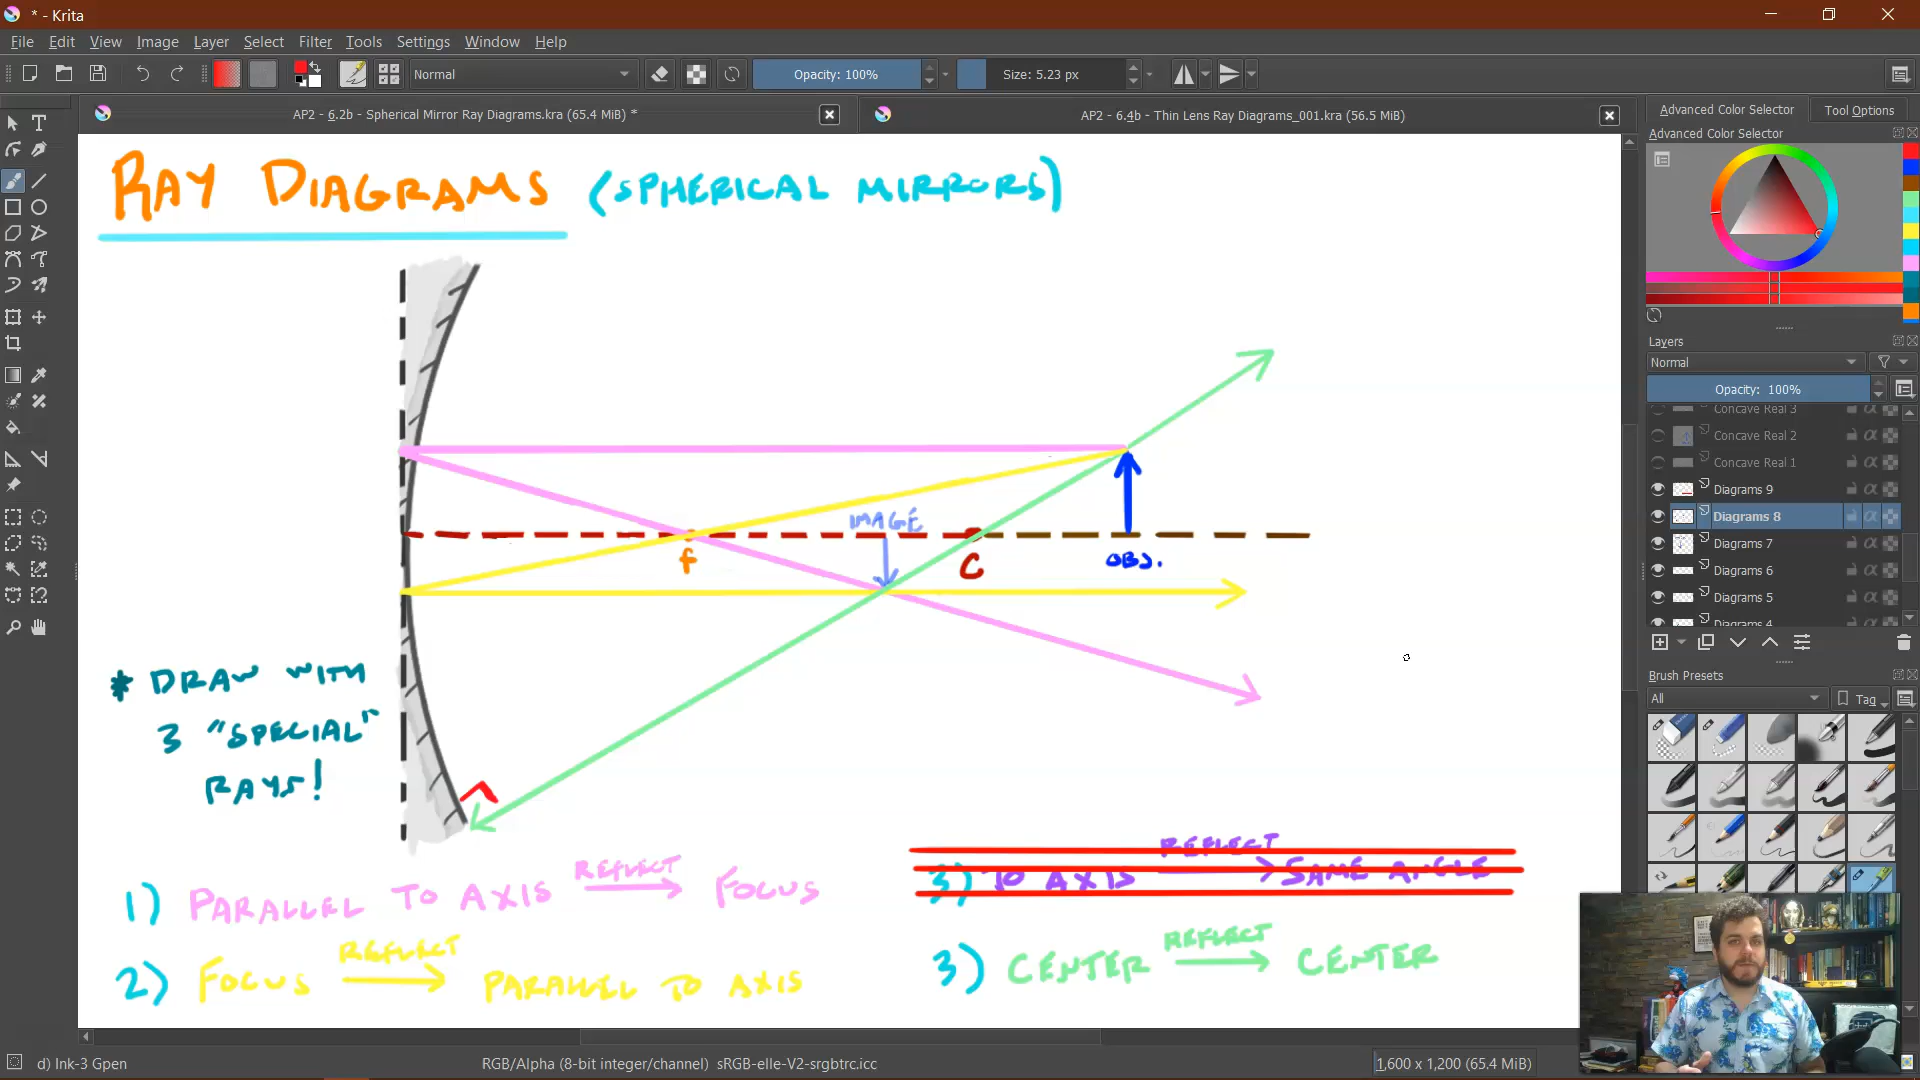 * - Krita
File Edit View Image Layer Select Filter Tools Settings Window Help
Normal Opacity: 100% Size: 5.23 px
AP2 - 6.2b - Spherical Mirror Ray Diagrams.kra (65.4 MiB) *
AP2 - 6.4b - Thin Lens Ray Diagrams_001.kra (56.5 MiB)
Advanced Color Selector Tool Options
Advanced Color Selector
RAY DIAGRAMS (SPHERICAL MIRRORS)
IMAGE
f
C
OBJ.
* DRAW WITH
3 "SPECIAL"
RAYS!
1) PARALLEL TO AXIS REFLECT FOCUS
2) FOCUS REFLECT PARALLEL TO AXIS
3) TO AXIS REFLECT SAME ANGLE
3) CENTER REFLECT CENTER
Layers
Normal
Opacity: 100%
Concave Real 3
Concave Real 2
Concave Real 1
Diagrams 9
Diagrams 8
Diagrams 7
Diagrams 6
Diagrams 5
Diagrams 4
Brush Presets
All Tag
d) Ink-3 Gpen
RGB/Alpha (8-bit integer/channel) sRGB-elle-V2-srgbtrc.icc
1,600 x 1,200 (65.4 MiB)